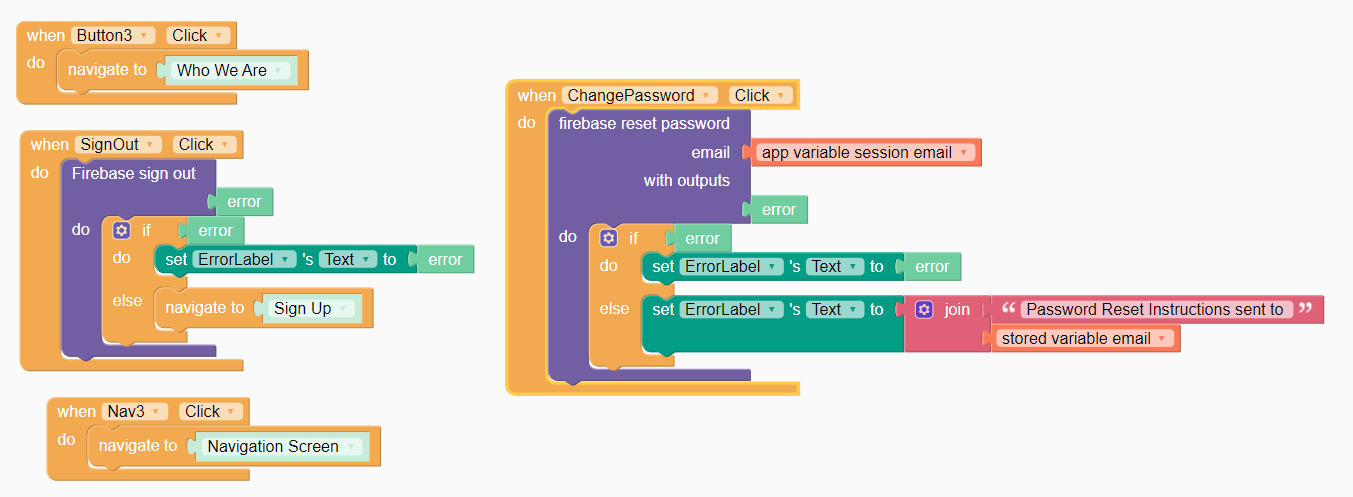 when Button3 Click
do navigate to Who We Are
when SignOut Click
do Firebase sign out
error
do if error
do set ErrorLabel 's Text to error
else navigate to Sign Up
when Nav3 Click
do navigate to Navigation Screen
when ChangePassword Click
do firebase reset password
email app variable session email
with outputs
error
do if error
do set ErrorLabel 's Text to error
else set ErrorLabel 's Text to join “ Password Reset Instructions sent to ”
stored variable email